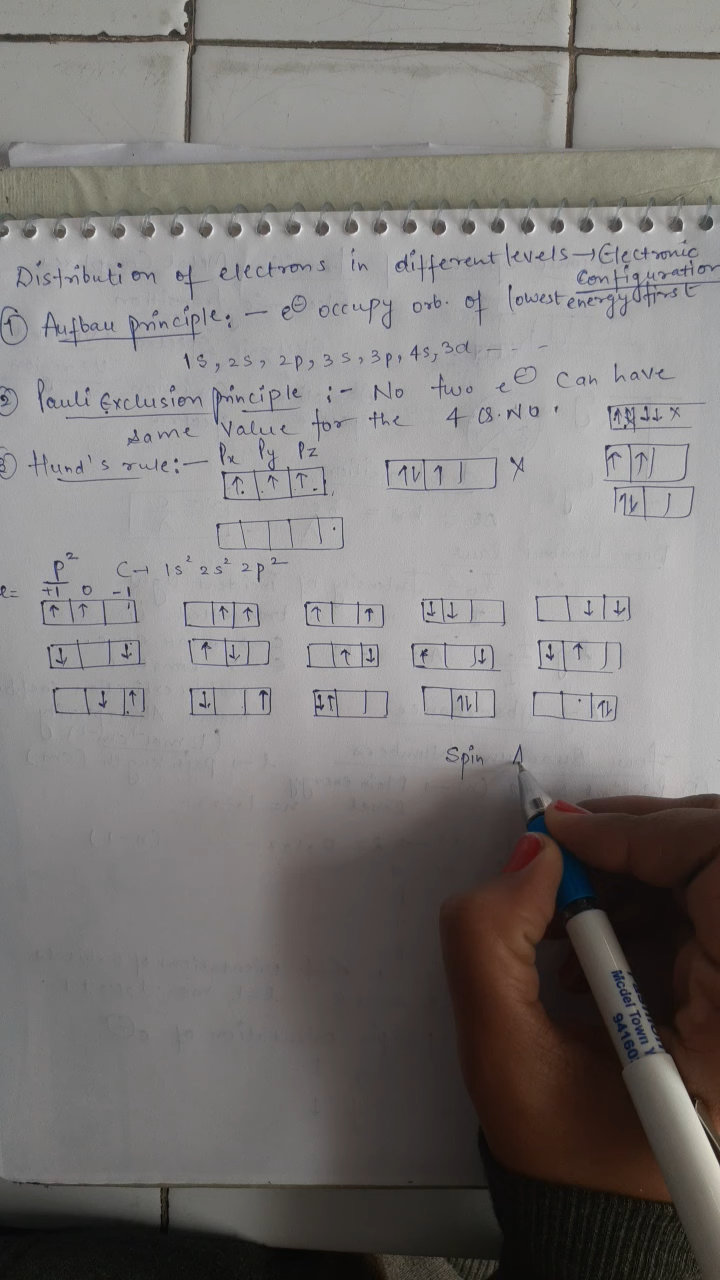 Distribution of electrons in different levels → Electronic
Configuration
① Aufbau principle :- e⊖ occupy orb. of lowest energy first
1s, 2s, 2p, 3s, 3p, 4s, 3d - - -
② Pauli Exclusion principle :- No two e⊖ can have
same value for the 4 Q.No. ↑↓ ↓↓ x
③ Hund's rule :- Px Py Pz
↑ ↑ ↑ ↑↓ ↑ x ↑ ↑
↑↓
p² C → 1s² 2s² 2p²
l= +1 0 -1
↑ ↑ ↑ ↑ ↑ ↑ ↓ ↓ ↓ ↓
↓ ↓ ↑ ↓ ↑ ↓ ↑ ↓ ↓ ↑
↓ ↑ ↓ ↑ ↓↑ ↑↓ ↑↓
Spin
Model Town Y
94160